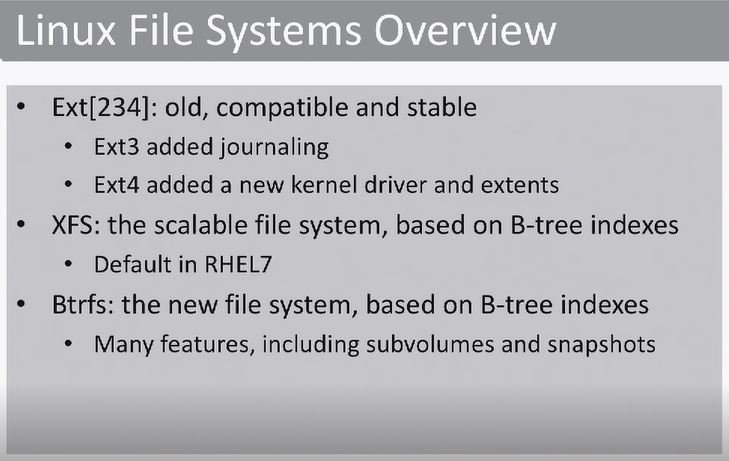 Linux File Systems Overview
• Ext[234]: old, compatible and stable
• Ext3 added journaling
• Ext4 added a new kernel driver and extents
• XFS: the scalable file system, based on B-tree indexes
• Default in RHEL7
• Btrfs: the new file system, based on B-tree indexes
• Many features, including subvolumes and snapshots